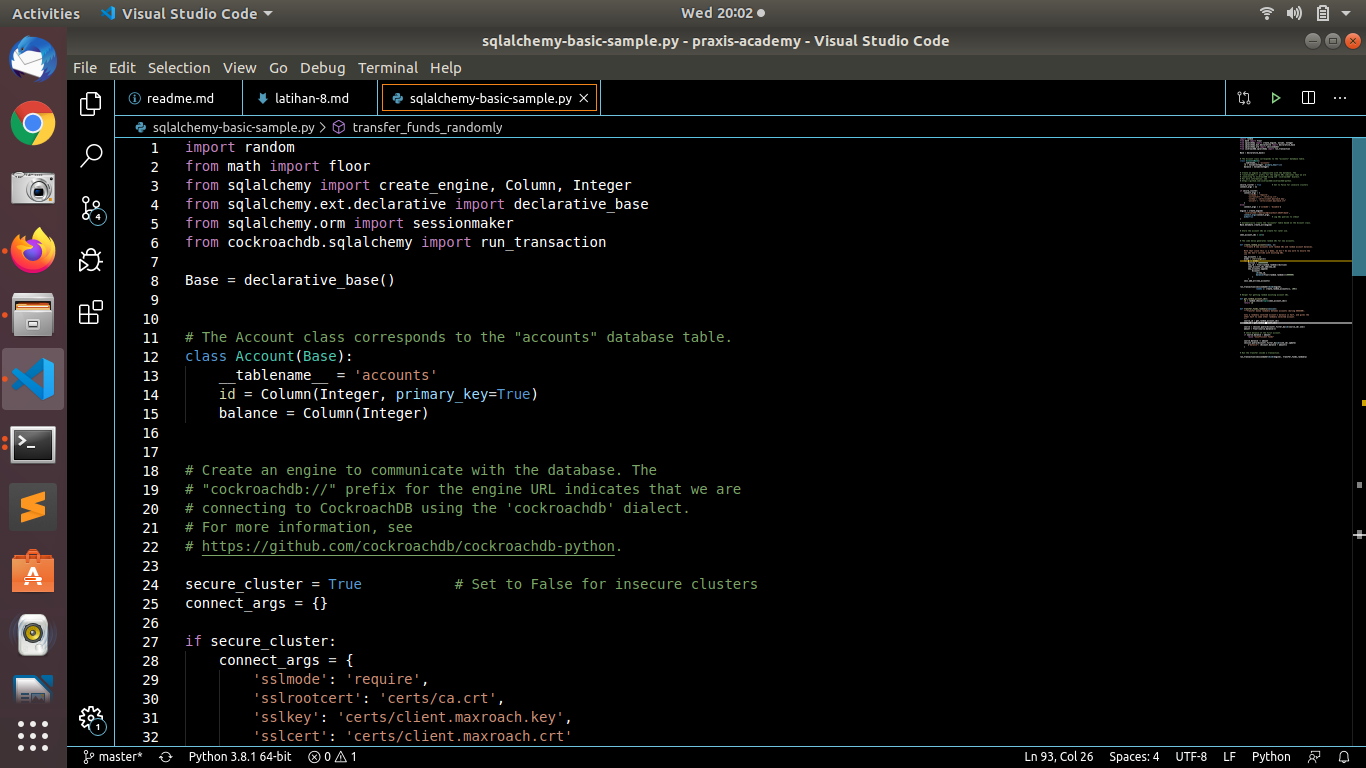 Activities Visual Studio Code Wed 20:02
sqlalchemy-basic-sample.py - praxis-academy - Visual Studio Code
File Edit Selection View Go Debug Terminal Help
readme.md latihan-8.md sqlalchemy-basic-sample.py
sqlalchemy-basic-sample.py > transfer_funds_randomly
1 import random
2 from math import floor
3 from sqlalchemy import create_engine, Column, Integer
4 from sqlalchemy.ext.declarative import declarative_base
5 from sqlalchemy.orm import sessionmaker
6 from cockroachdb.sqlalchemy import run_transaction
7
8 Base = declarative_base()
9
10
11 # The Account class corresponds to the "accounts" database table.
12 class Account(Base):
13     __tablename__ = 'accounts'
14     id = Column(Integer, primary_key=True)
15     balance = Column(Integer)
16
17
18 # Create an engine to communicate with the database. The
19 # "cockroachdb://" prefix for the engine URL indicates that we are
20 # connecting to CockroachDB using the 'cockroachdb' dialect.
21 # For more information, see
22 # https://github.com/cockroachdb/cockroachdb-python.
23
24 secure_cluster = True           # Set to False for insecure clusters
25 connect_args = {}
26
27 if secure_cluster:
28     connect_args = {
29         'sslmode': 'require',
30         'sslrootcert': 'certs/ca.crt',
31         'sslkey': 'certs/client.maxroach.key',
32         'sslcert': 'certs/client.maxroach.crt'
4
1
master* Python 3.8.1 64-bit 0 1 Ln 93, Col 26 Spaces: 4 UTF-8 LF Python